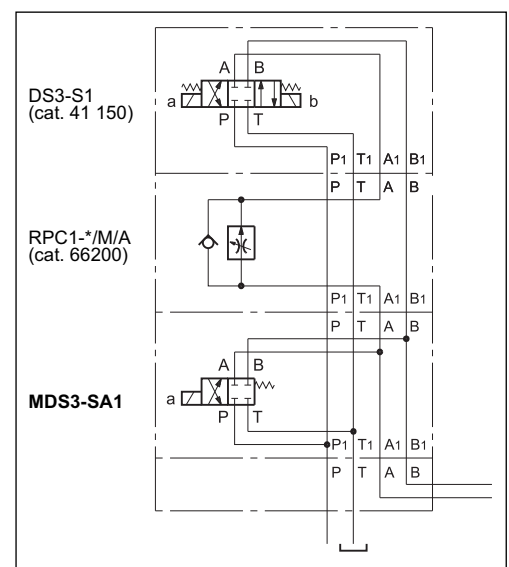 A B
DS3-S1
(cat. 41 150)
a b
P T
P1 T1 A1 B1
P T A B
RPC1-*/M/A
(cat. 66200)
P1 T1 A1 B1
P T A B
A B
MDS3-SA1
a
P T
P1 T1 A1 B1
P T A B